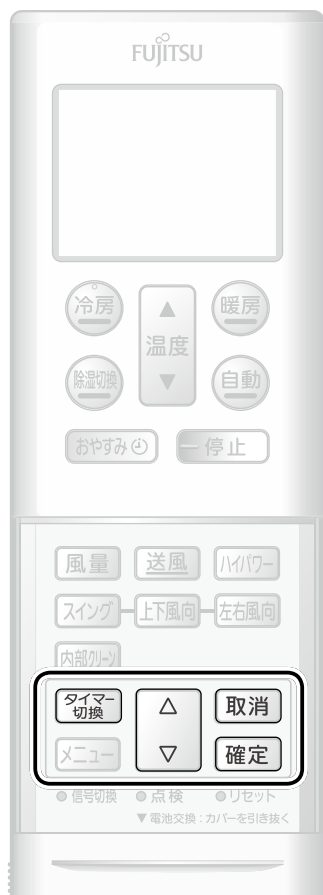 FUJITSU
冷房 ▲ 温度 ▼ 暖房
除湿切換 自動
おやすみ 停止
風量 送風 ハイパワー
スイング 上下風向 左右風向
内部クリーン
タイマー
切換
△ 取消
メニュー ▽ 確定
信号切換 点検 リセット
▼電池交換：カバーを引き抜く